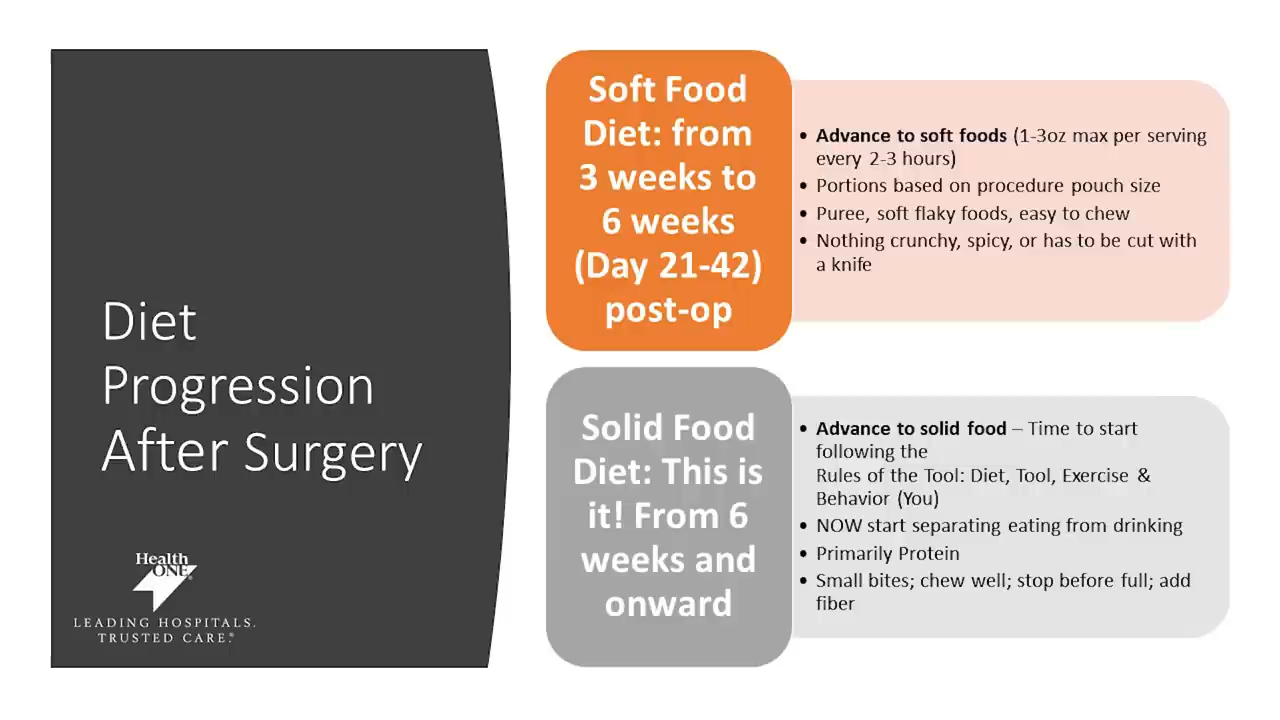 Diet
Progression
After Surgery
Health
ONE®
LEADING HOSPITALS.
TRUSTED CARE.®
Soft Food
Diet: from
3 weeks to
6 weeks
(Day 21-42)
post-op
• Advance to soft foods (1-3oz max per serving
every 2-3 hours)
• Portions based on procedure pouch size
• Puree, soft flaky foods, easy to chew
• Nothing crunchy, spicy, or has to be cut with
a knife
Solid Food
Diet: This is
it! From 6
weeks and
onward
• Advance to solid food – Time to start
following the
Rules of the Tool: Diet, Tool, Exercise &
Behavior (You)
• NOW start separating eating from drinking
• Primarily Protein
• Small bites; chew well; stop before full; add
fiber